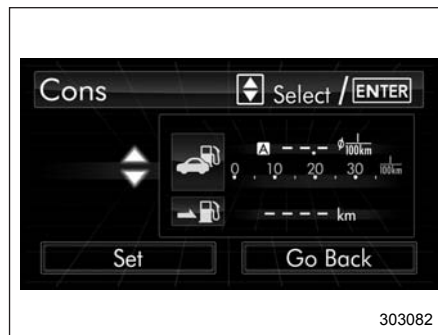 Cons Select / ENTER
A --.- ø l/100km
0 10 20 30 l/100km
---- km
Set Go Back
303082